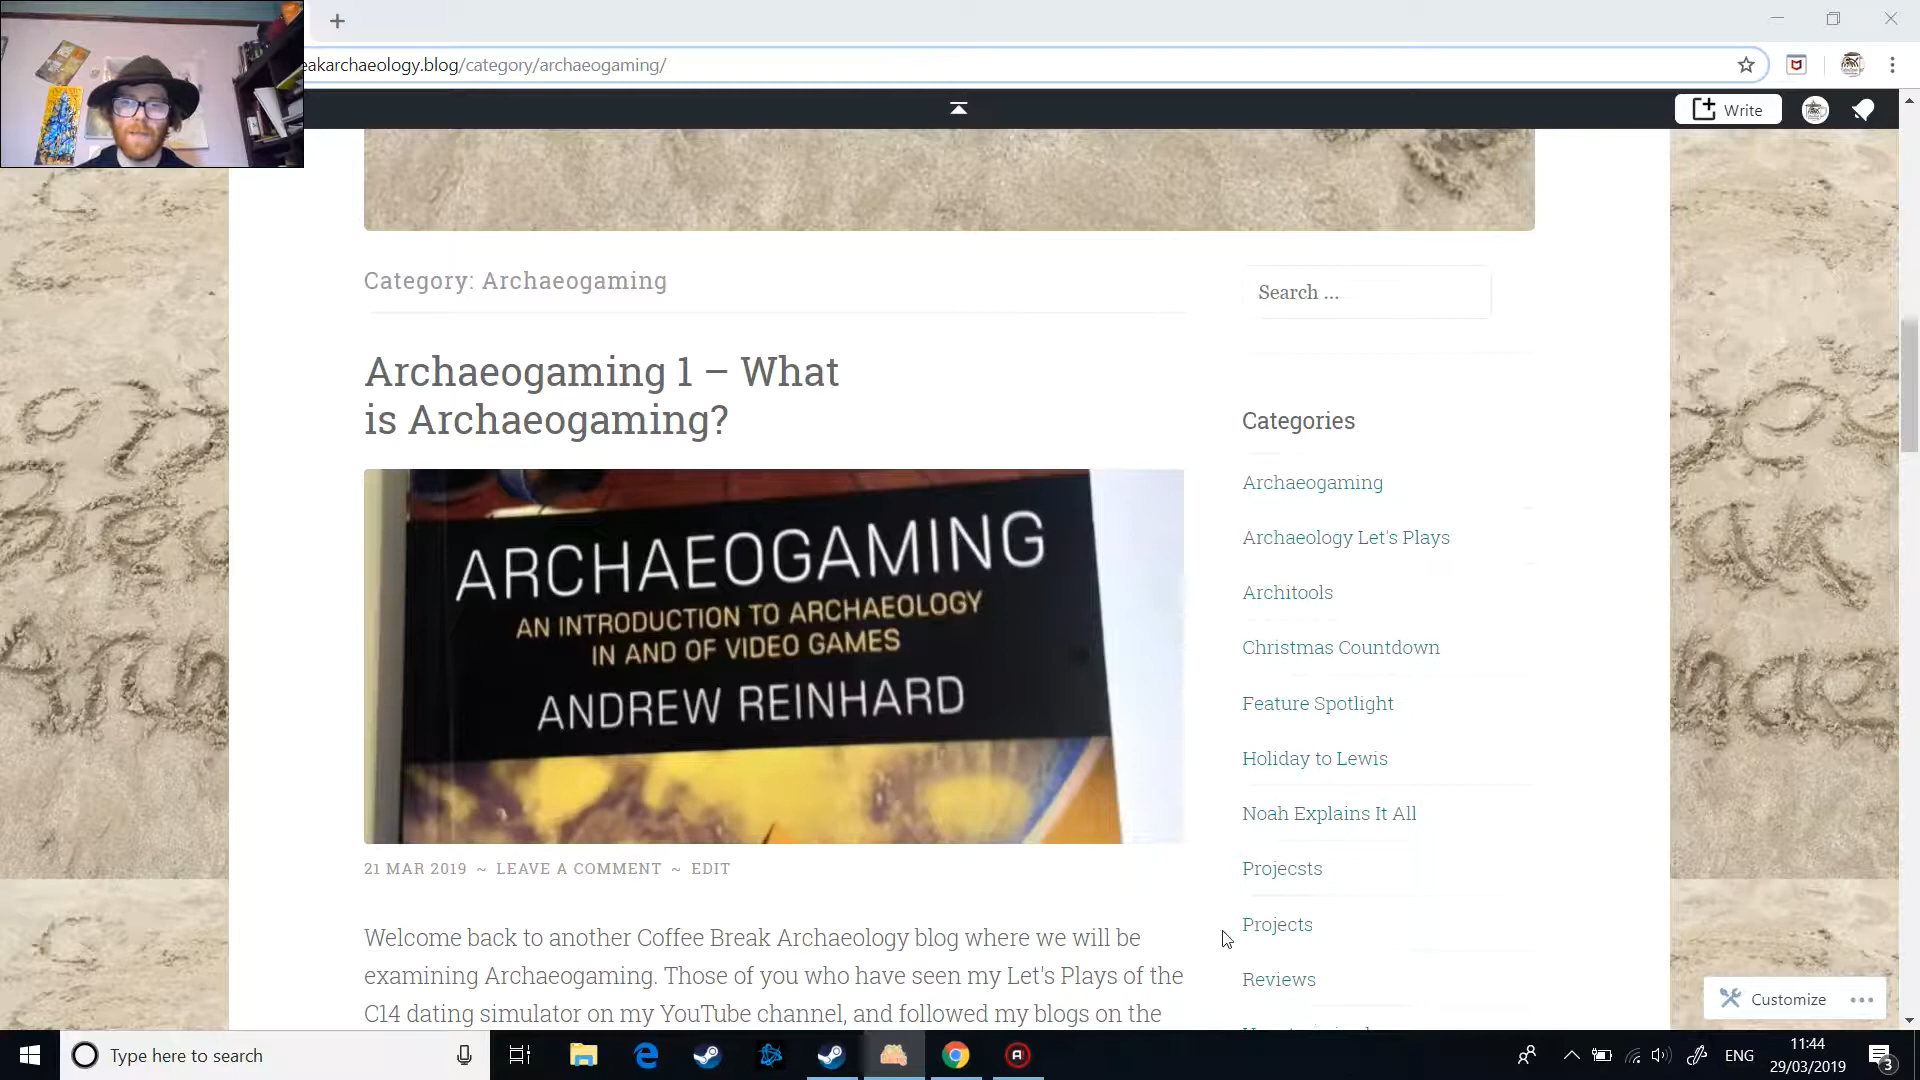 eakarchaeology.blog/category/archaeogaming/
Write
Category: Archaeogaming
Search ...
Archaeogaming 1 – What
is Archaeogaming?
Categories
Archaeogaming
Archaeology Let's Plays
Architools
Christmas Countdown
Feature Spotlight
Holiday to Lewis
Noah Explains It All
Projecsts
Projects
Reviews
ARCHAEOGAMING
AN INTRODUCTION TO ARCHAEOLOGY
IN AND OF VIDEO GAMES
ANDREW REINHARD
21 MAR 2019 ~ LEAVE A COMMENT ~ EDIT
Welcome back to another Coffee Break Archaeology blog where we will be
examining Archaeogaming. Those of you who have seen my Let's Plays of the
C14 dating simulator on my YouTube channel, and followed my blogs on the
Customize
Type here to search
ENG
11:44
29/03/2019
3